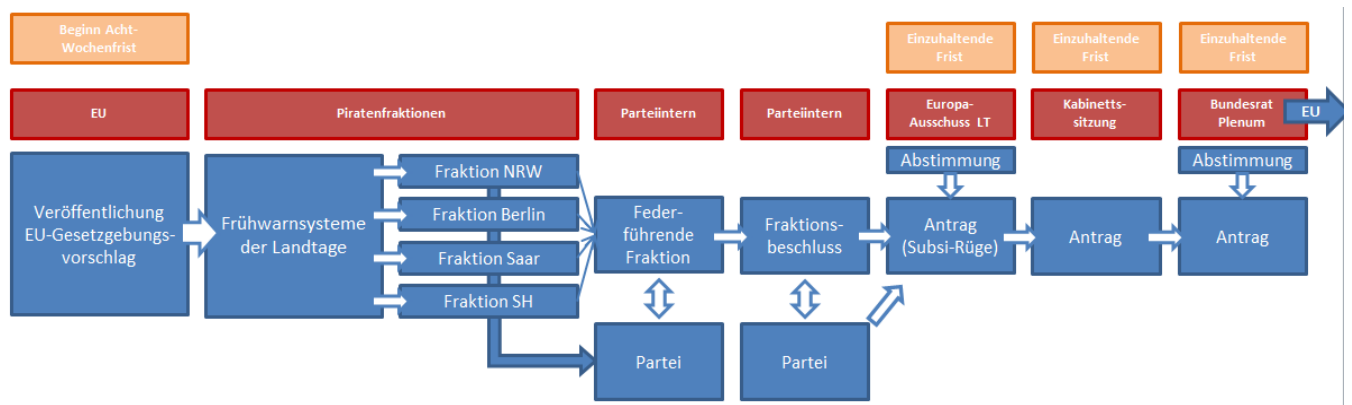 Beginn Acht-
Wochenfrist
Einzuhaltende
Frist
Einzuhaltende
Frist
Einzuhaltende
Frist
EU
Piratenfraktionen
Parteiintern
Parteiintern
Europa-
Ausschuss LT
Kabinetts-
sitzung
Bundesrat
Plenum
EU
Veröffentlichung
EU-Gesetzgebungs-
vorschlag
Frühwarnsysteme
der Landtage
Fraktion NRW
Fraktion Berlin
Fraktion Saar
Fraktion SH
Feder-
führende
Fraktion
Partei
Fraktions-
beschluss
Partei
Abstimmung
Antrag
(Subsi-Rüge)
Antrag
Abstimmung
Antrag